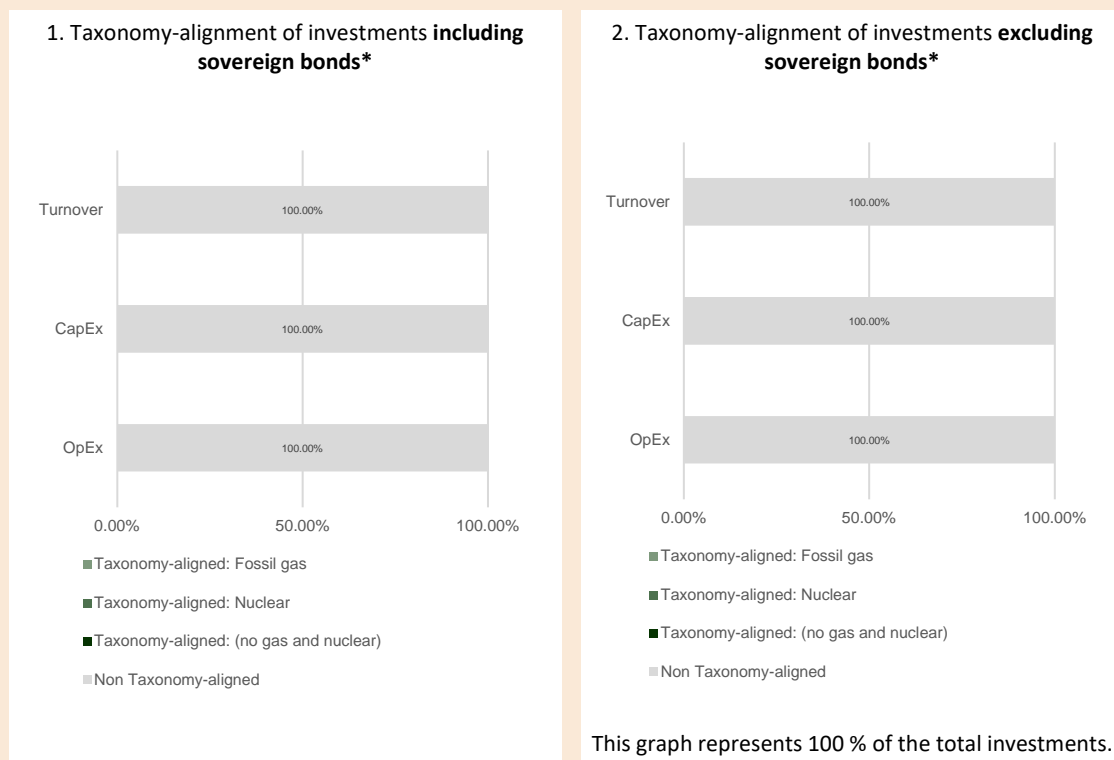 1. Taxonomy-alignment of investments including
sovereign bonds*
Turnover
100.00%
CapEx
100.00%
OpEx
100.00%
0.00%
50.00%
100.00%
Taxonomy-aligned: Fossil gas
Taxonomy-aligned: Nuclear
Taxonomy-aligned: (no gas and nuclear)
Non Taxonomy-aligned
2. Taxonomy-alignment of investments excluding
sovereign bonds*
Turnover
100.00%
CapEx
100.00%
OpEx
100.00%
0.00%
50.00%
100.00%
Taxonomy-aligned: Fossil gas
Taxonomy-aligned: Nuclear
Taxonomy-aligned: (no gas and nuclear)
Non Taxonomy-aligned
This graph represents 100 % of the total investments.